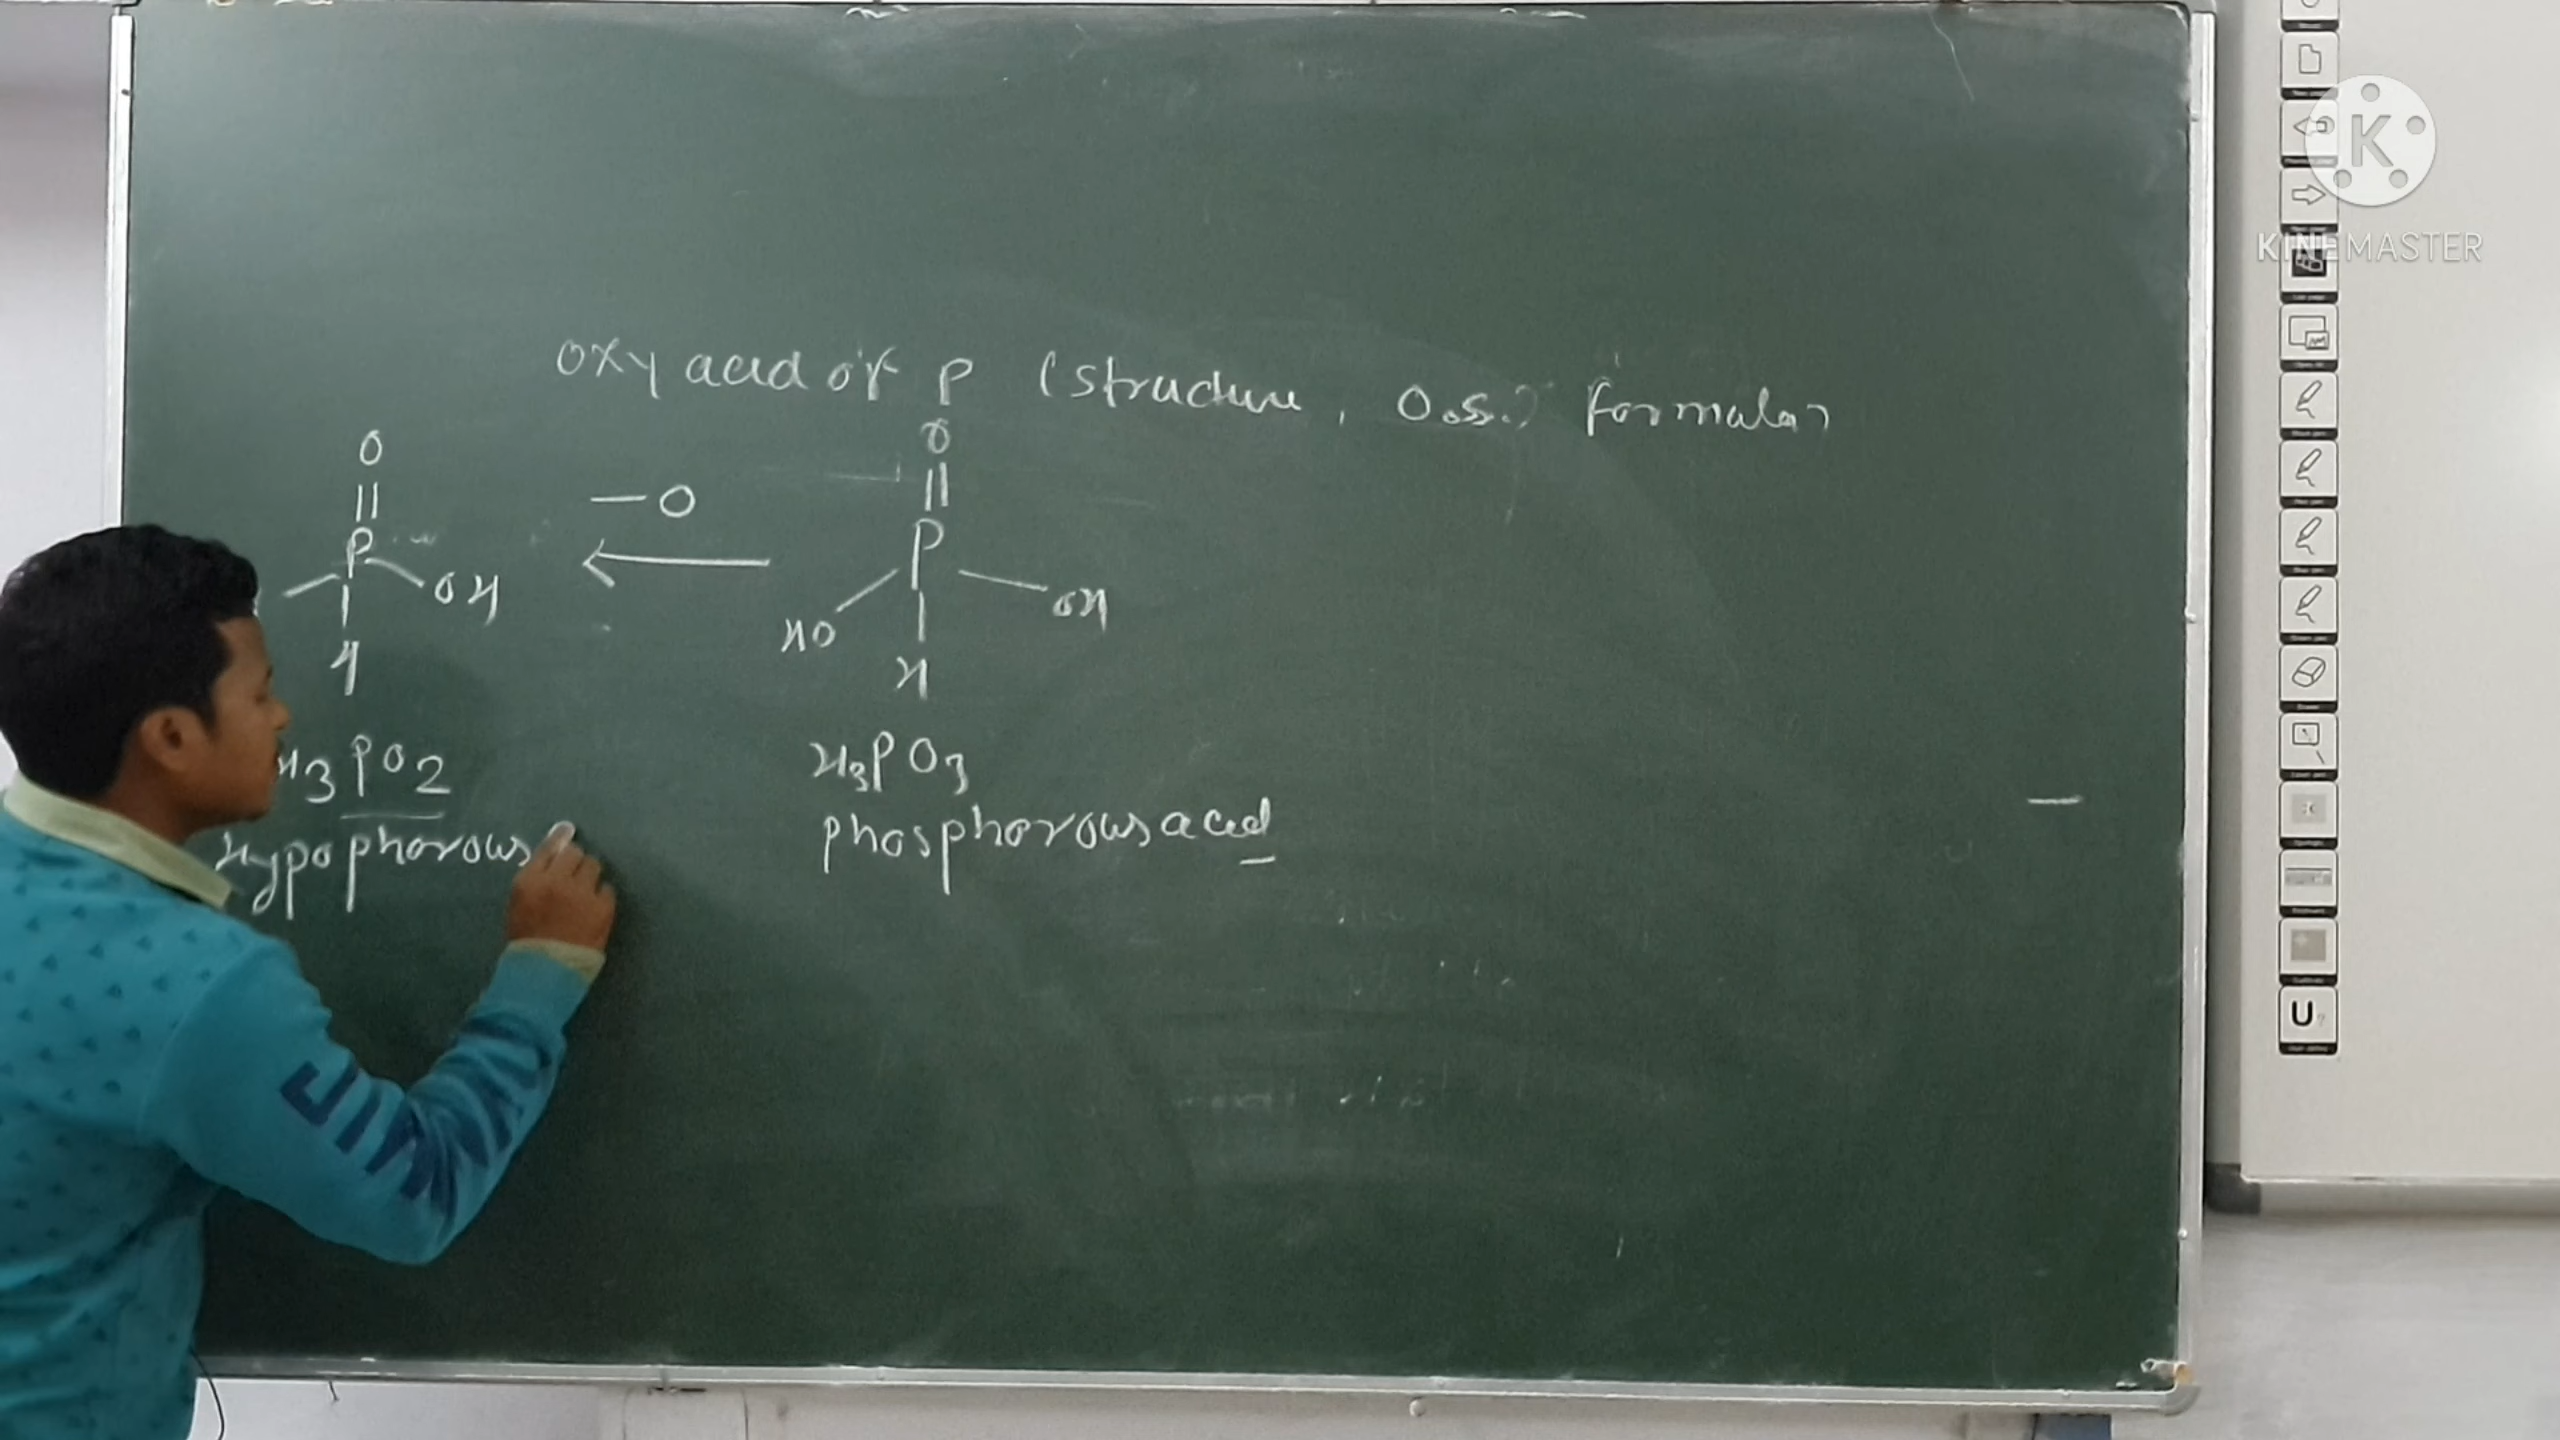 oxy acid of P (structure, O.S.) formula)
O
||
P
OH
H
H3PO2
Hypophorous
—O
←
O
||
P
HO
OH
H
H3PO3
phosphorous acid
K
KINEMASTER
U